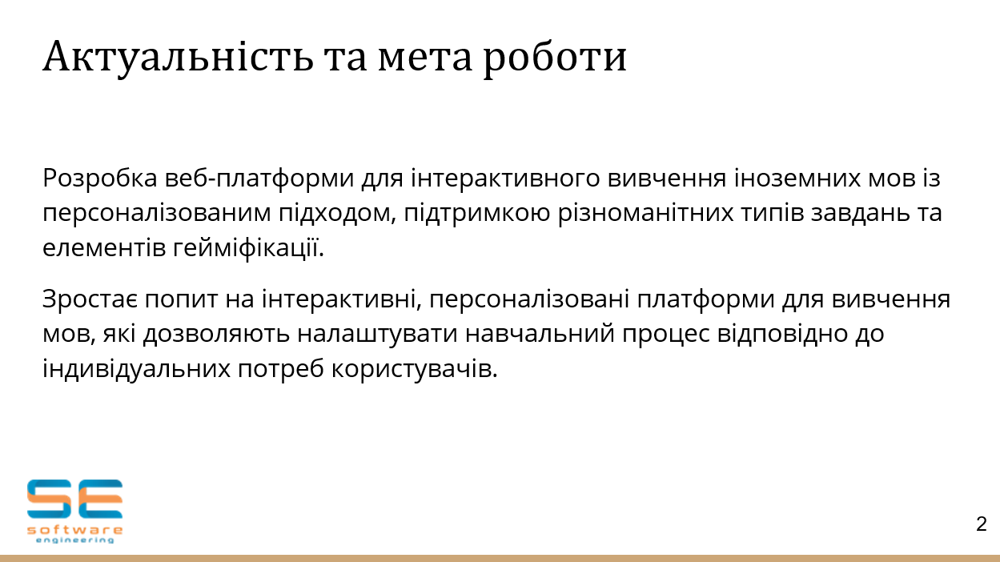 Актуальність та мета роботи
Розробка веб-платформи для інтерактивного вивчення іноземних мов із
персоналізованим підходом, підтримкою різноманітних типів завдань та
елементів гейміфікації.
Зростає попит на інтерактивні, персоналізовані платформи для вивчення
мов, які дозволяють налаштувати навчальний процес відповідно до
індивідуальних потреб користувачів.
SE
software
engineering
2